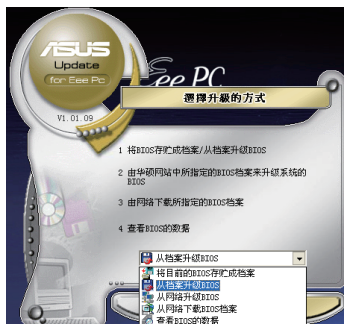 ASUS
Update
for Eee Pc
V1.01.09
Eee PC
選擇升級的方式
1 将BIOS存贮成档案/从档案升级BIOS
2 由华硕网站中所指定的BIOS档案来升级系统的
BIOS
3 由网络下载所指定的BIOS档案
4 查看BIOS的数据
从档案升级BIOS
将目前的BIOS存贮成档案
从档案升级BIOS
从网络升级BIOS
从网络下载BIOS档案
查看BIOS的数据